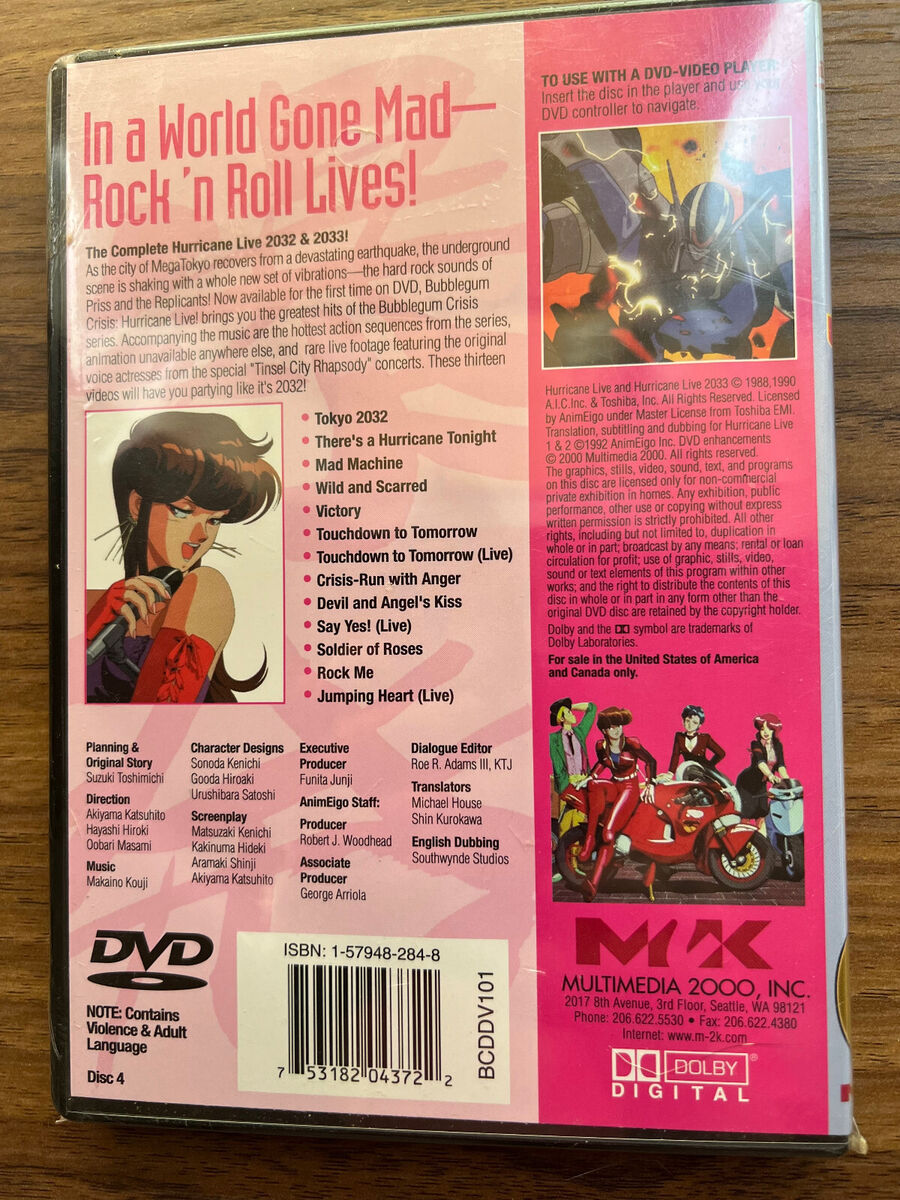 In a World Gone Mad—
Rock 'n Roll Lives!
The Complete Hurricane Live 2032 & 2033!
As the city of MegaTokyo recovers from a devastating earthquake, the underground
scene is shaking with a whole new set of vibrations—the hard rock sounds of
Priss and the Replicants! Now available for the first time on DVD, Bubblegum
Crisis: Hurricane Live! brings you the greatest hits of the Bubblegum Crisis
series. Accompanying the music are the hottest action sequences from the series,
animation unavailable anywhere else, and rare live footage featuring the original
voice actresses from the special "Tinsel City Rhapsody" concerts. These thirteen
videos will have you partying like it's 2032!
• Tokyo 2032
• There's a Hurricane Tonight
• Mad Machine
• Wild and Scarred
• Victory
• Touchdown to Tomorrow
• Touchdown to Tomorrow (Live)
• Crisis-Run with Anger
• Devil and Angel's Kiss
• Say Yes! (Live)
• Soldier of Roses
• Rock Me
• Jumping Heart (Live)
Planning &
Original Story
Suzuki Toshimichi
Direction
Akiyama Katsuhito
Hayashi Hiroki
Oobari Masami
Music
Makaino Kouji
Character Designs
Sonoda Kenichi
Gooda Hiroaki
Urushibara Satoshi
Screenplay
Matsuzaki Kenichi
Kakinuma Hideki
Aramaki Shinji
Akiyama Katsuhito
Executive
Producer
Funita Junji
AnimEigo Staff:
Producer
Robert J. Woodhead
Associate
Producer
George Arriola
Dialogue Editor
Roe R. Adams III, KTJ
Translators
Michael House
Shin Kurokawa
English Dubbing
Southwynde Studios
DVD
NOTE: Contains
Violence & Adult
Language
Disc 4
ISBN: 1-57948-284-8
7 53182 04372 2
BCDDV101
TO USE WITH A DVD-VIDEO PLAYER:
Insert the disc in the player and use your
DVD controller to navigate.
Hurricane Live and Hurricane Live 2033 © 1988,1990
A.I.C.Inc. & Toshiba, Inc. All Rights Reserved. Licensed
by AnimEigo under Master License from Toshiba EMI.
Translation, subtitling and dubbing for Hurricane Live
1 & 2 ©1992 AnimEigo Inc. DVD enhancements
© 2000 Multimedia 2000. All rights reserved.
The graphics, stills, video, sound, text, and programs
on this disc are licensed only for non-commercial
private exhibition in homes. Any exhibition, public
performance, other use or copying without express
written permission is strictly prohibited. All other
rights, including but not limited to, duplication in
whole or in part; broadcast by any means; rental or loan
circulation for profit; use of graphic, stills, video,
sound or text elements of this program within other
works; and the right to distribute the contents of this
disc in whole or in part in any form other than the
original DVD disc are retained by the copyright holder.
Dolby and the symbol are trademarks of
Dolby Laboratories.
For sale in the United States of America
and Canada only.
M2K
MULTIMEDIA 2000, INC.
2017 8th Avenue, 3rd Floor, Seattle, WA 98121
Phone: 206.622.5530 • Fax: 206.622.4380
Internet: www.m-2k.com
DOLBY®
DIGITAL